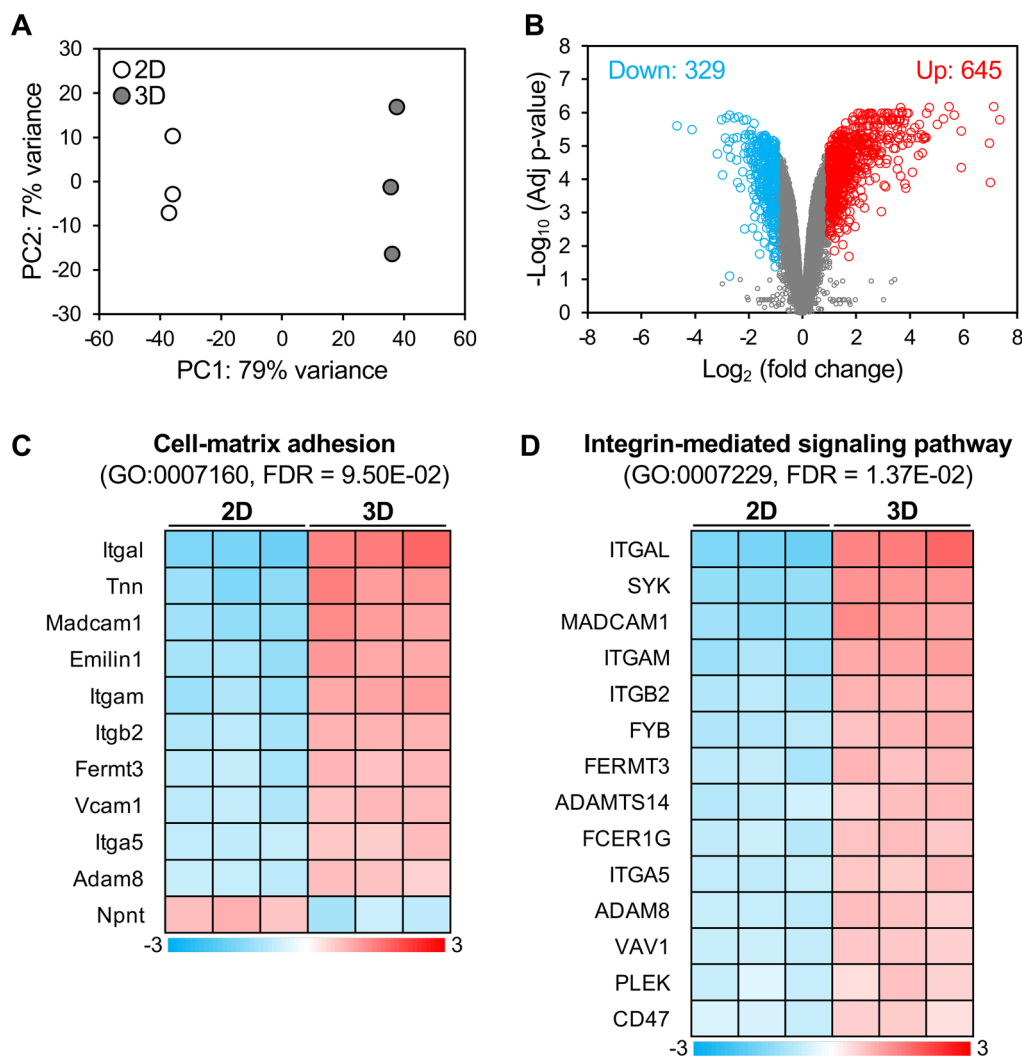 A
30
20
10
0
-10
-20
-30
PC2: 7% variance
2D
3D
-60 -40 -20 0 20 40 60
PC1: 79% variance
B
8
7
6
5
4
3
2
1
0
-Log10 (Adj p-value)
Down: 329
Up: 645
-8 -6 -4 -2 0 2 4 6 8
Log2 (fold change)
C
Cell-matrix adhesion
(GO:0007160, FDR = 9.50E-02)
2D 3D
Itgal
Tnn
Madcam1
Emilin1
Itgam
Itgb2
Fermt3
Vcam1
Itga5
Adam8
Npnt
-3 3
D
Integrin-mediated signaling pathway
(GO:0007229, FDR = 1.37E-02)
2D 3D
ITGAL
SYK
MADCAM1
ITGAM
ITGB2
FYB
FERMT3
ADAMTS14
FCER1G
ITGA5
ADAM8
VAV1
PLEK
CD47
-3 3